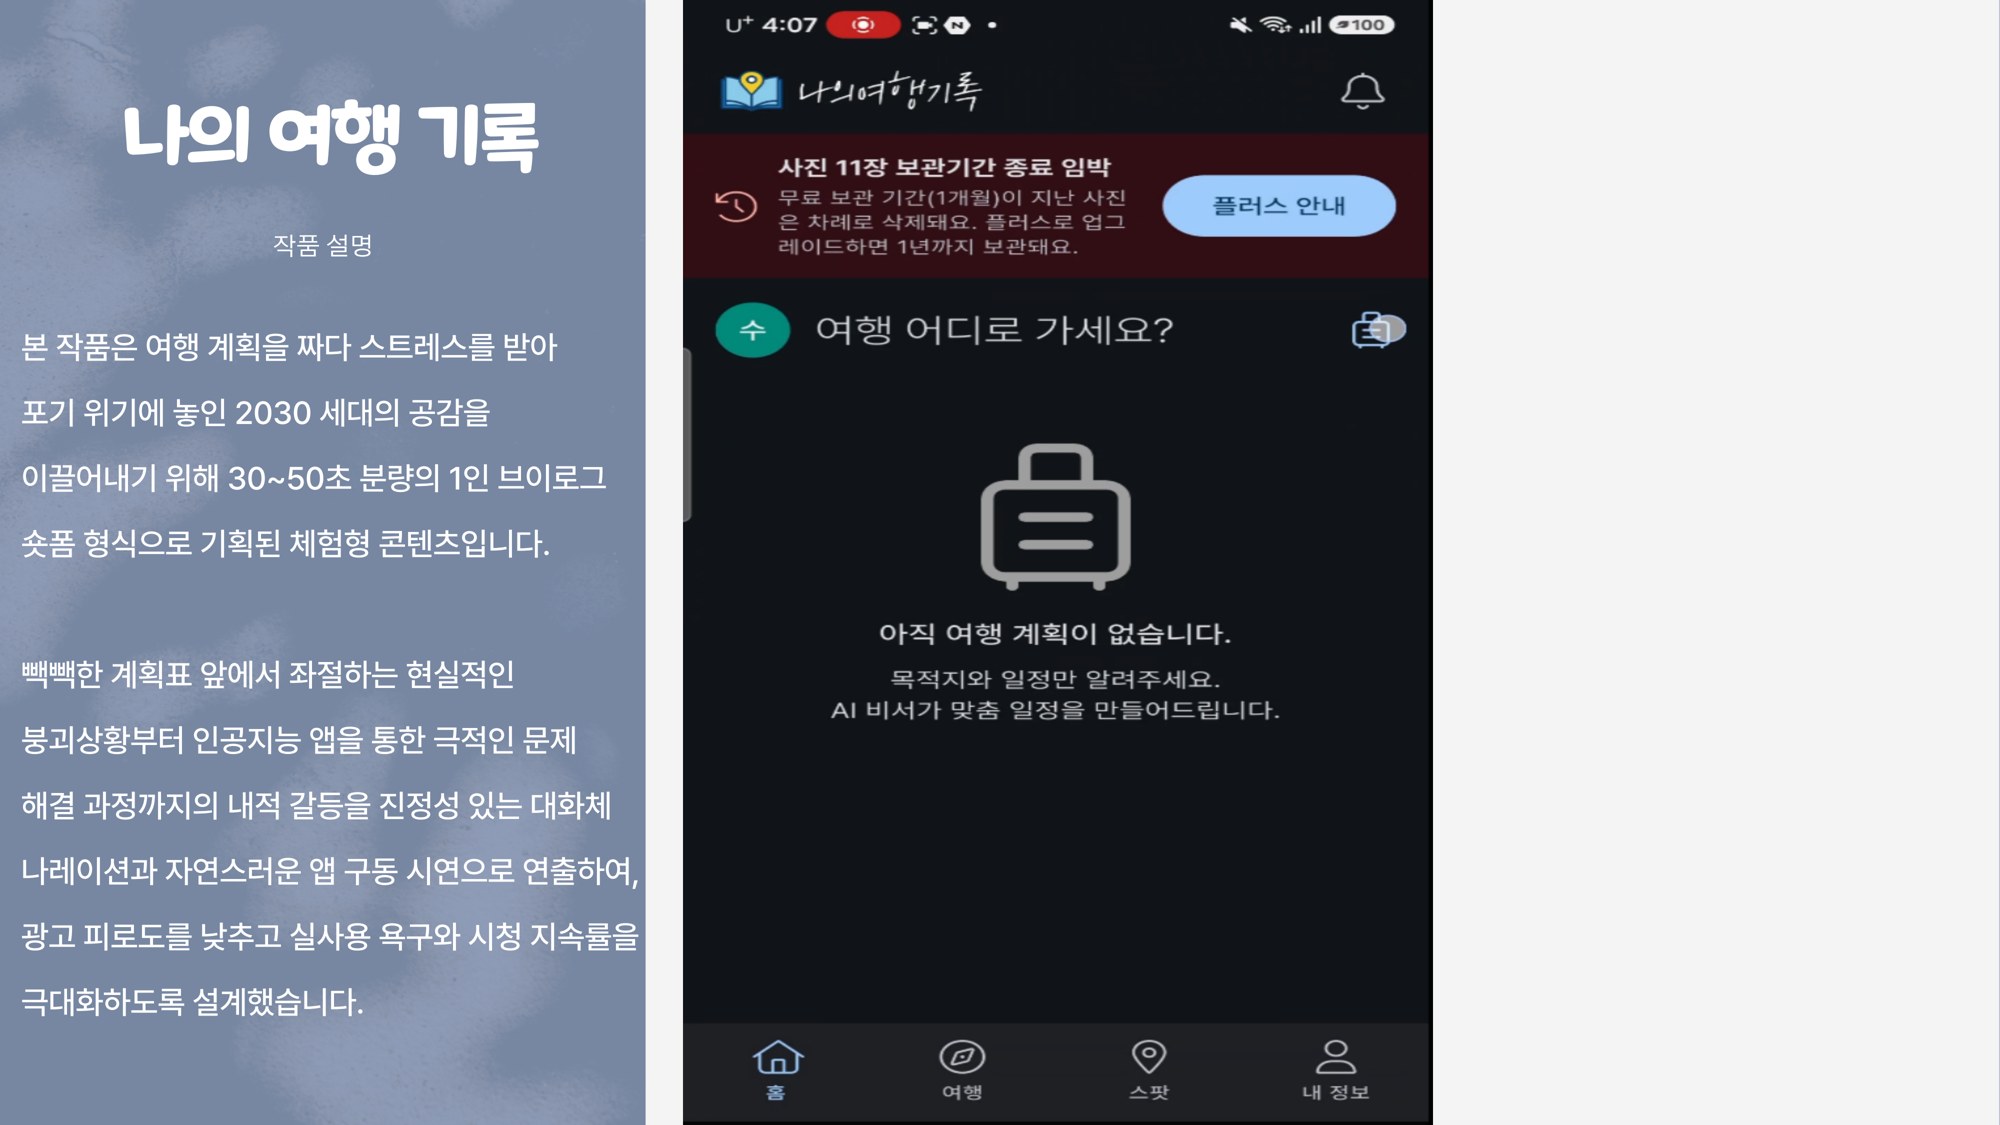 나의 여행 기록
작품 설명
본 작품은 여행 계획을 짜다 스트레스를 받아
포기 위기에 놓인 2030 세대의 공감을
이끌어내기 위해 30~50초 분량의 1인 브이로그
숏폼 형식으로 기획된 체험형 콘텐츠입니다.
빽빽한 계획표 앞에서 좌절하는 현실적인
붕괴상황부터 인공지능 앱을 통한 극적인 문제
해결 과정까지의 내적 갈등을 진정성 있는 대화체
나레이션과 자연스러운 앱 구동 시연으로 연출하여,
광고 피로도를 낮추고 실사용 욕구와 시청 지속률을
극대화하도록 설계했습니다.
U+ 4:07 N 100
나의여행기록
사진 11장 보관기간 종료 임박
무료 보관 기간(1개월)이 지난 사진
은 차례로 삭제돼요. 플러스로 업그
레이드하면 1년까지 보관돼요.
플러스 안내
수 여행 어디로 가세요?
아직 여행 계획이 없습니다.
목적지와 일정만 알려주세요.
AI 비서가 맞춤 일정을 만들어드립니다.
홈 여행 스팟 내 정보